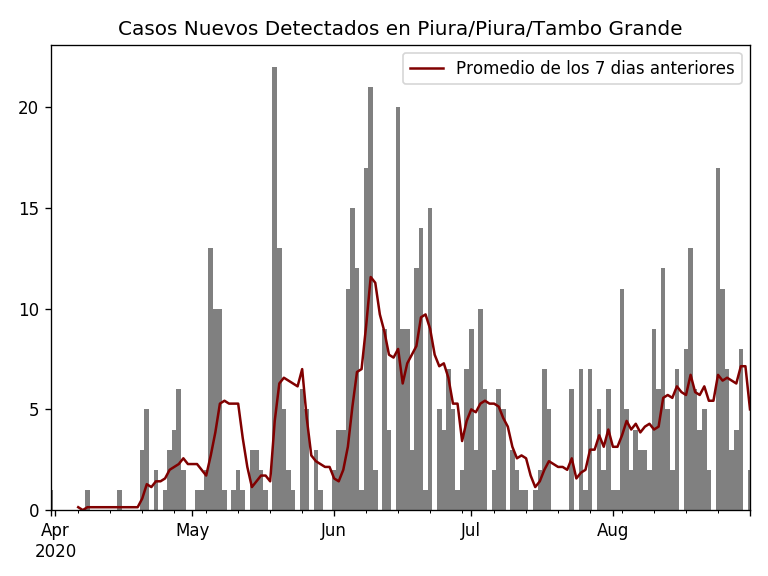 Casos Nuevos Detectados en Piura/Piura/Tambo Grande
Promedio de los 7 dias anteriores
20
15
10
5
0
Apr May Jun Jul Aug
2020